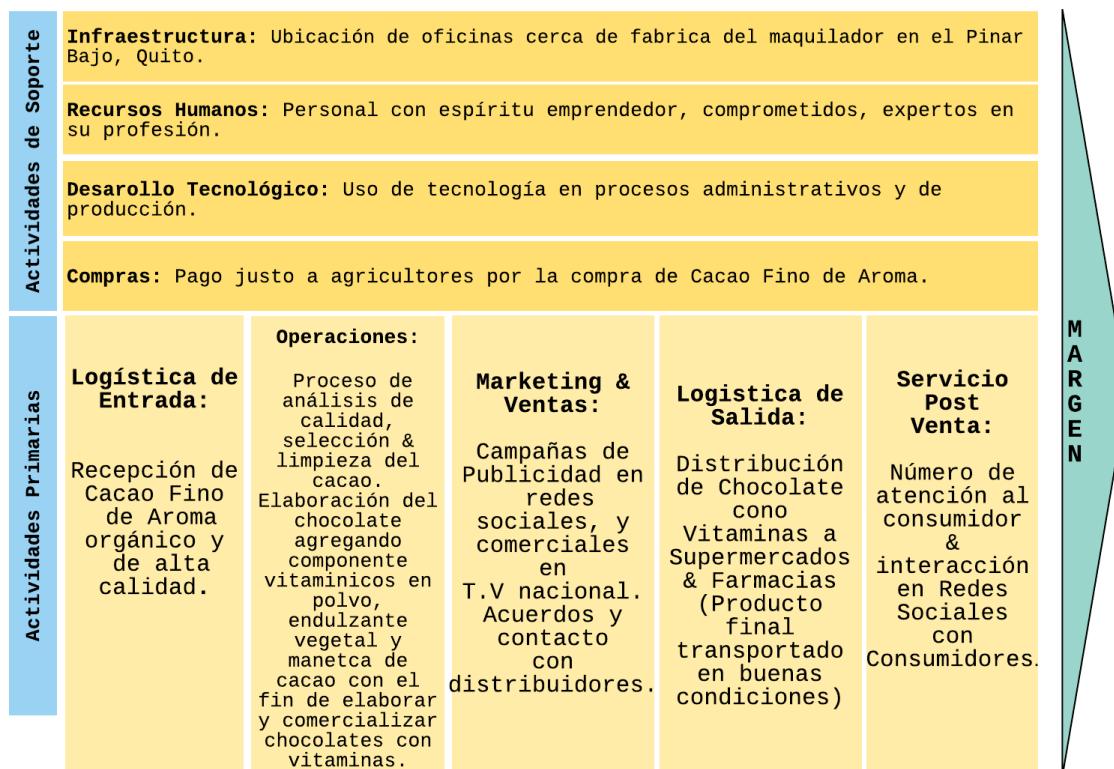 Actividades de Soporte
Infraestructura: Ubicación de oficinas cerca de fabrica del maquilador en el Pinar
Bajo, Quito.
Recursos Humanos: Personal con espíritu emprendedor, comprometidos, expertos en
su profesión.
Desarollo Tecnológico: Uso de tecnología en procesos administrativos y de
producción.
Compras: Pago justo a agricultores por la compra de Cacao Fino de Aroma.
Actividades Primarias
Logística de
Entrada:
Recepción de
Cacao Fino
de Aroma
orgánico y
de alta
calidad.
Operaciones:
Proceso de
análisis de
calidad,
selección &
limpieza del
cacao.
Elaboración del
chocolate
agregando
componente
vitaminicos en
polvo,
endulzante
vegetal y
manetca de
cacao con el
fin de elaborar
y comercializar
chocolates con
vitaminas.
Marketing &
Ventas:
Campañas de
Publicidad en
redes
sociales, y
comerciales
en
T.V nacional.
Acuerdos y
contacto
con
distribuidores.
Logistica de
Salida:
Distribución
de Chocolate
cono
Vitaminas a
Supermercados
& Farmacias
(Producto
final
transportado
en buenas
condiciones)
Servicio
Post
Venta:
Número de
atención al
consumidor
&
interacción
en Redes
Sociales
con
Consumidores.
MARGEN